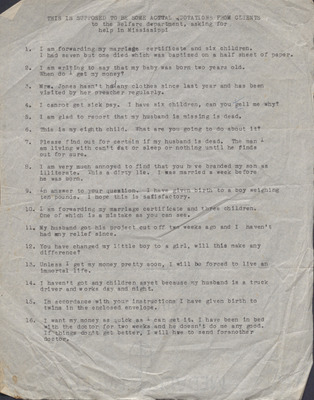 THIS IS SUPPOSED TO BE SOME ACTUAL QUOTATIONS FROM CLIENTS
to the Welfare department, asking for
help in Mississippi
1. I am forwarding my marriage certificate and six children.
I had seven but one died which was baptized on a half sheet of paper.
2. I am writing to say that my baby was born two years old.
When do I get my money?
3. Mrs. Jones hasn't had any clothes since last year and has been
visited by her preacher regularly.
4. I cannot get sick pay. I have six children, can you tell me why?
5. I am glad to report that my husband is missing is dead.
6. This is my eighth child. What are you going to do about it?
7. Please find out for certain if my husband is dead. The man I
am living with can't eat or sleep or do nothing until he finds
out for sure.
8. I am very much annoyed to find that you have branded my son as
illiterate. This a dirty lie. I was married a week before
he was born.
9. In answer to your question. I have given birth to a boy weighing
ten pounds. I hope this is satisfactory.
10. I am forwarding my marriage certificate and three children.
One of which is a mistake as you can see.
11. My husband got his project cut off two weeks ago and I haven't
had any relief since.
12. You have changed my little boy to a girl, will this make any
difference?
13. Unless I get my money pretty soon, I will be forced to live an
immortal life.
14. I haven't got any children as yet because my husband is a truck
driver and works day and night.
15. In accordance with your instructions I have given birth to
twins in the enclosed envelope.
16. I want my money as quick as I can get it. I have been in bed
with the doctor for two weeks and he doesn't do me any good.
If things don't get better, I will have to send for another
doctor.